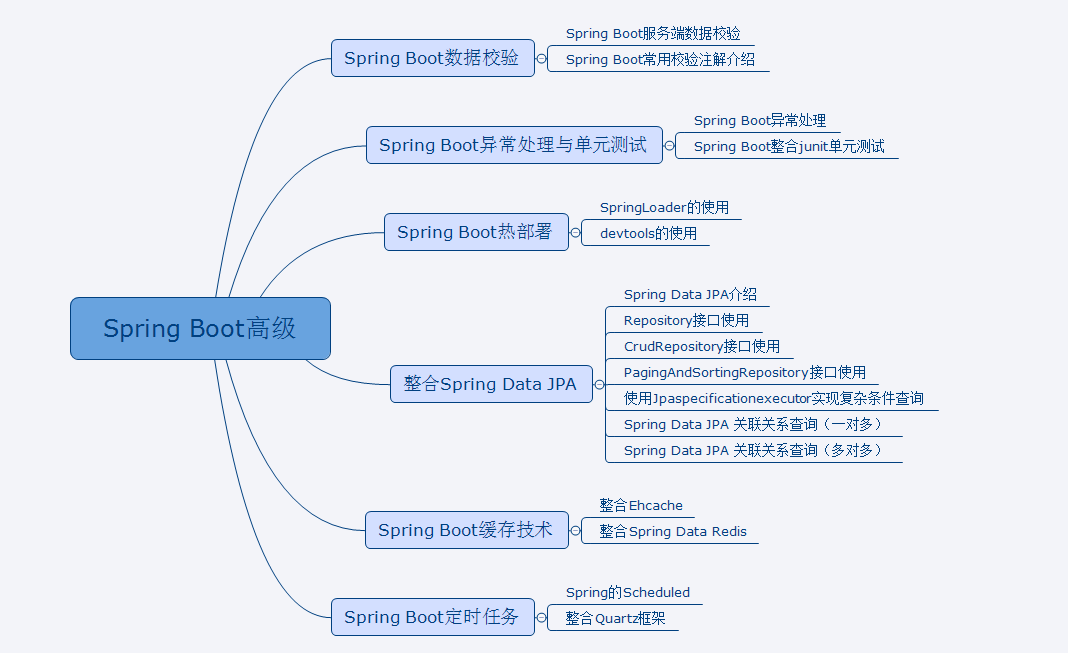 Spring Boot高级
Spring Boot数据校验
Spring Boot服务端数据校验
Spring Boot常用校验注解介绍
Spring Boot异常处理与单元测试
Spring Boot异常处理
Spring Boot整合junit单元测试
Spring Boot热部署
SpringLoader的使用
devtools的使用
整合Spring Data JPA
Spring Data JPA介绍
Repository接口使用
CrudRepository接口使用
PagingAndSortingRepository接口使用
使用Jpaspecificationexecutor实现复杂条件查询
Spring Data JPA 关联关系查询（一对多）
Spring Data JPA 关联关系查询（多对多）
Spring Boot缓存技术
整合Ehcache
整合Spring Data Redis
Spring Boot定时任务
Spring的Scheduled
整合Quartz框架